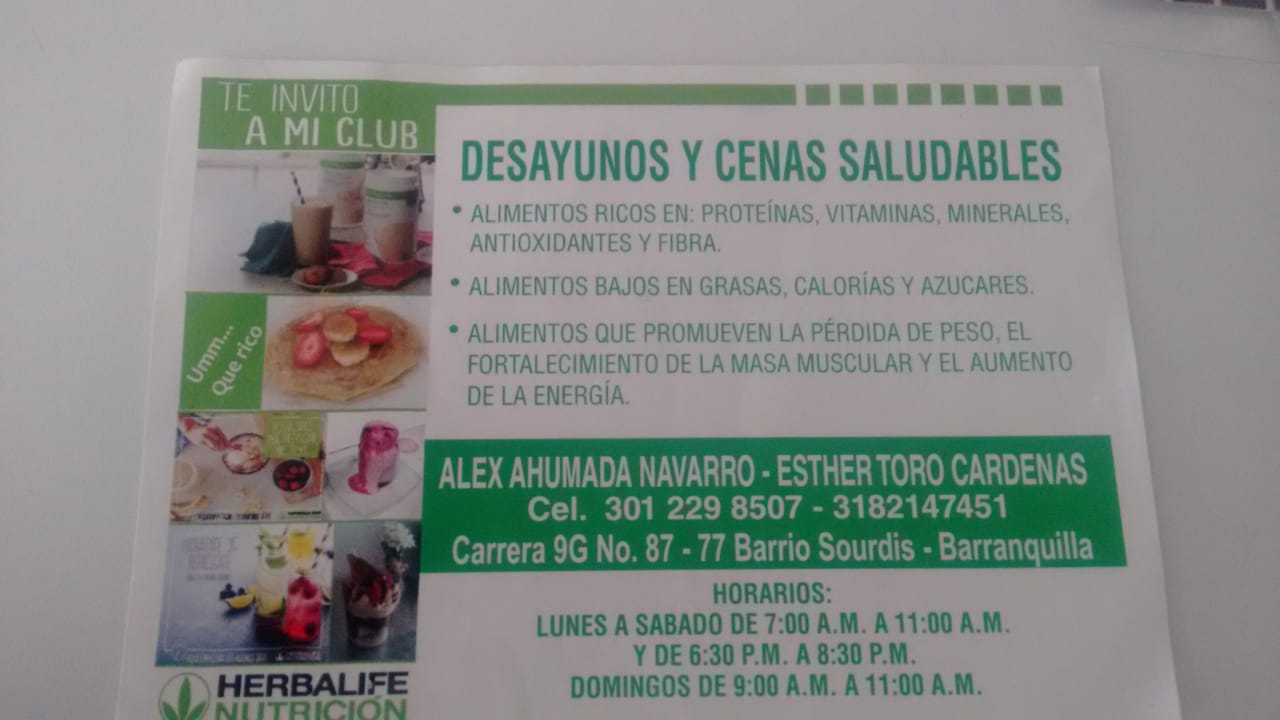 TE INVITO
A MI CLUB
DESAYUNOS Y CENAS SALUDABLES
• ALIMENTOS RICOS EN: PROTEÍNAS, VITAMINAS, MINERALES,
ANTIOXIDANTES Y FIBRA.
• ALIMENTOS BAJOS EN GRASAS, CALORÍAS Y AZUCARES.
• ALIMENTOS QUE PROMUEVEN LA PÉRDIDA DE PESO, EL
FORTALECIMIENTO DE LA MASA MUSCULAR Y EL AUMENTO
DE LA ENERGÍA.
Umm...
Que rico
ALEX AHUMADA NAVARRO - ESTHER TORO CARDENAS
Cel. 301 229 8507 - 3182147451
Carrera 9G No. 87 - 77 Barrio Sourdis - Barranquilla
HORARIOS:
LUNES A SABADO DE 7:00 A.M. A 11:00 A.M.
Y DE 6:30 P.M. A 8:30 P.M.
DOMINGOS DE 9:00 A.M. A 11:00 A.M.
HERBALIFE
NUTRICIÓN